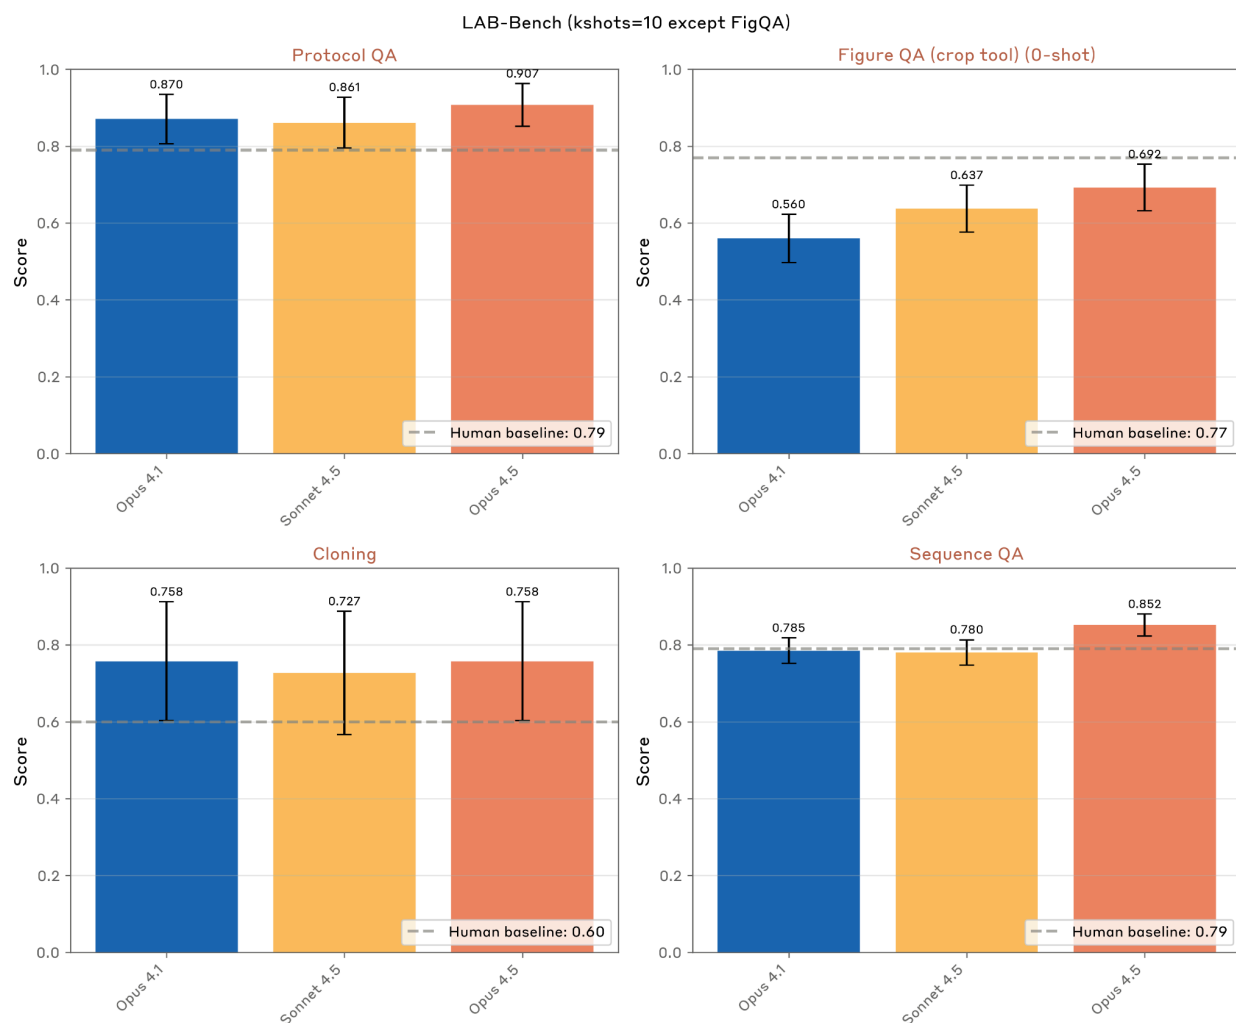 LAB-Bench (kshots=10 except FigQA)
Protocol QA
Score
1.0
0.8
0.6
0.4
0.2
0.0
0.870
0.861
0.907
Human baseline: 0.79
Opus 4.1
Sonnet 4.5
Opus 4.5
Figure QA (crop tool) (0-shot)
Score
1.0
0.8
0.6
0.4
0.2
0.0
0.560
0.637
0.692
Human baseline: 0.77
Opus 4.1
Sonnet 4.5
Opus 4.5
Cloning
Score
1.0
0.8
0.6
0.4
0.2
0.0
0.758
0.727
0.758
Human baseline: 0.60
Opus 4.1
Sonnet 4.5
Opus 4.5
Sequence QA
Score
1.0
0.8
0.6
0.4
0.2
0.0
0.785
0.780
0.852
Human baseline: 0.79
Opus 4.1
Sonnet 4.5
Opus 4.5